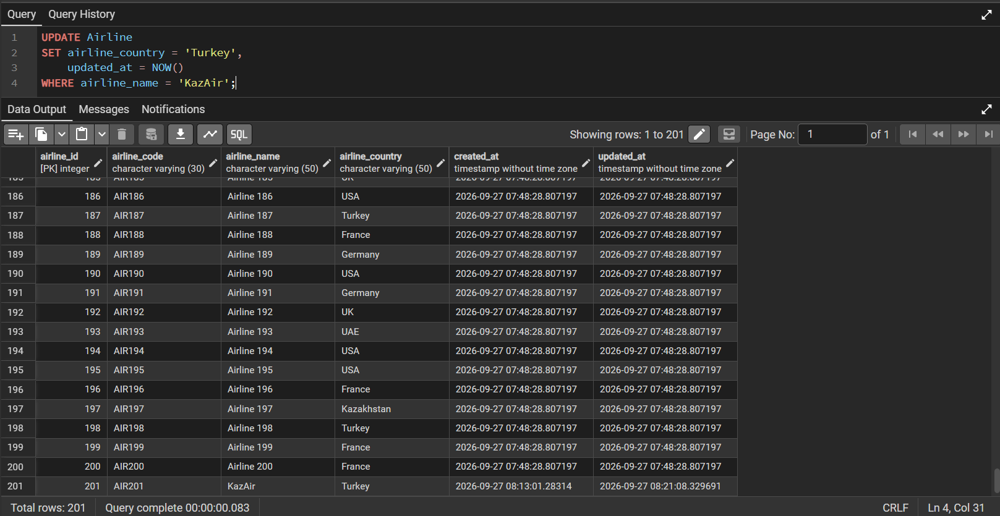 Query Query History
1 UPDATE Airline
2 SET airline_country = 'Turkey',
3 updated_at = NOW()
4 WHERE airline_name = 'KazAir';
Data Output Messages Notifications
SQL Showing rows: 1 to 201 Page No: 1 of 1
airline_id airline_code airline_name airline_country created_at updated_at
[PK] integer character varying (30) character varying (50) character varying (50) timestamp without time zone timestamp without time zone
186 186 AIR186 Airline 186 USA 2026-09-27 07:48:28.807197 2026-09-27 07:48:28.807197
187 187 AIR187 Airline 187 Turkey 2026-09-27 07:48:28.807197 2026-09-27 07:48:28.807197
188 188 AIR188 Airline 188 France 2026-09-27 07:48:28.807197 2026-09-27 07:48:28.807197
189 189 AIR189 Airline 189 Germany 2026-09-27 07:48:28.807197 2026-09-27 07:48:28.807197
190 190 AIR190 Airline 190 USA 2026-09-27 07:48:28.807197 2026-09-27 07:48:28.807197
191 191 AIR191 Airline 191 Germany 2026-09-27 07:48:28.807197 2026-09-27 07:48:28.807197
192 192 AIR192 Airline 192 UK 2026-09-27 07:48:28.807197 2026-09-27 07:48:28.807197
193 193 AIR193 Airline 193 UAE 2026-09-27 07:48:28.807197 2026-09-27 07:48:28.807197
194 194 AIR194 Airline 194 USA 2026-09-27 07:48:28.807197 2026-09-27 07:48:28.807197
195 195 AIR195 Airline 195 USA 2026-09-27 07:48:28.807197 2026-09-27 07:48:28.807197
196 196 AIR196 Airline 196 France 2026-09-27 07:48:28.807197 2026-09-27 07:48:28.807197
197 197 AIR197 Airline 197 Kazakhstan 2026-09-27 07:48:28.807197 2026-09-27 07:48:28.807197
198 198 AIR198 Airline 198 Turkey 2026-09-27 07:48:28.807197 2026-09-27 07:48:28.807197
199 199 AIR199 Airline 199 France 2026-09-27 07:48:28.807197 2026-09-27 07:48:28.807197
200 200 AIR200 Airline 200 France 2026-09-27 07:48:28.807197 2026-09-27 07:48:28.807197
201 201 AIR201 KazAir Turkey 2026-09-27 08:13:01.28314 2026-09-27 08:21:08.329691
Total rows: 201 Query complete 00:00:00.083 CRLF Ln 4, Col 31